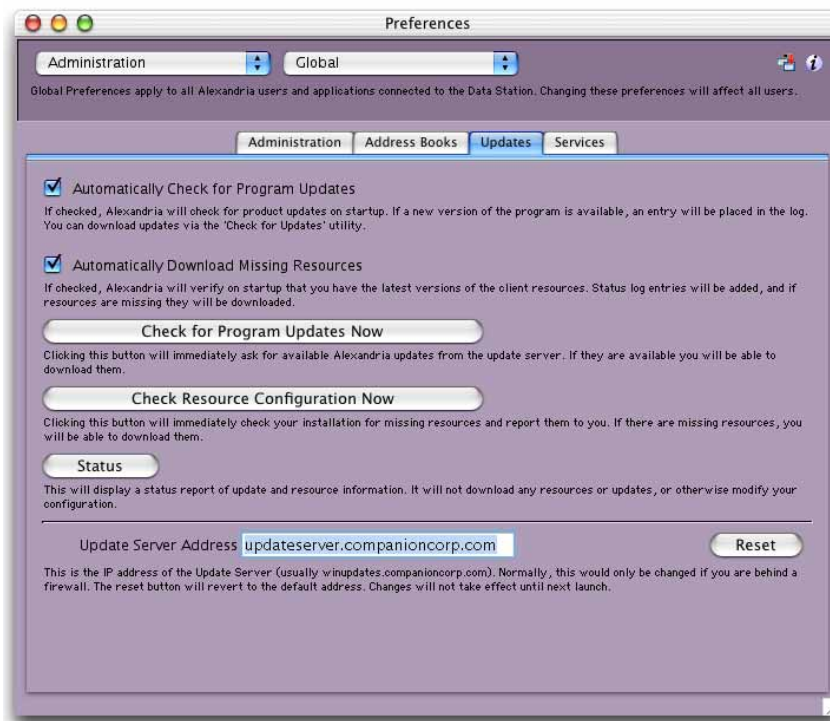 Preferences
Administration
Global
Global Preferences apply to all Alexandria users and applications connected to the Data Station. Changing these preferences will affect all users.
Administration
Address Books
Updates
Services
Automatically Check for Program Updates
If checked, Alexandria will check for product updates on startup. If a new version of the program is available, an entry will be placed in the log.
You can download updates via the 'Check for Updates' utility.
Automatically Download Missing Resources
If checked, Alexandria will verify on startup that you have the latest versions of the client resources. Status log entries will be added, and if
resources are missing they will be downloaded.
Check for Program Updates Now
Clicking this button will immediately ask for available Alexandria updates from the update server. If they are available you will be able to
download them.
Check Resource Configuration Now
Clicking this button will immediately check your installation for missing resources and report them to you. If there are missing resources, you
will be able to download them.
Status
This will display a status report of update and resource information. It will not download any resources or updates, or otherwise modify your
configuration.
Update Server Address updateserver.companioncorp.com
Reset
This is the IP address of the Update Server (usually winupdates.companioncorp.com). Normally, this would only be changed if you are behind a
firewall. The reset button will revert to the default address. Changes will not take effect until next launch.